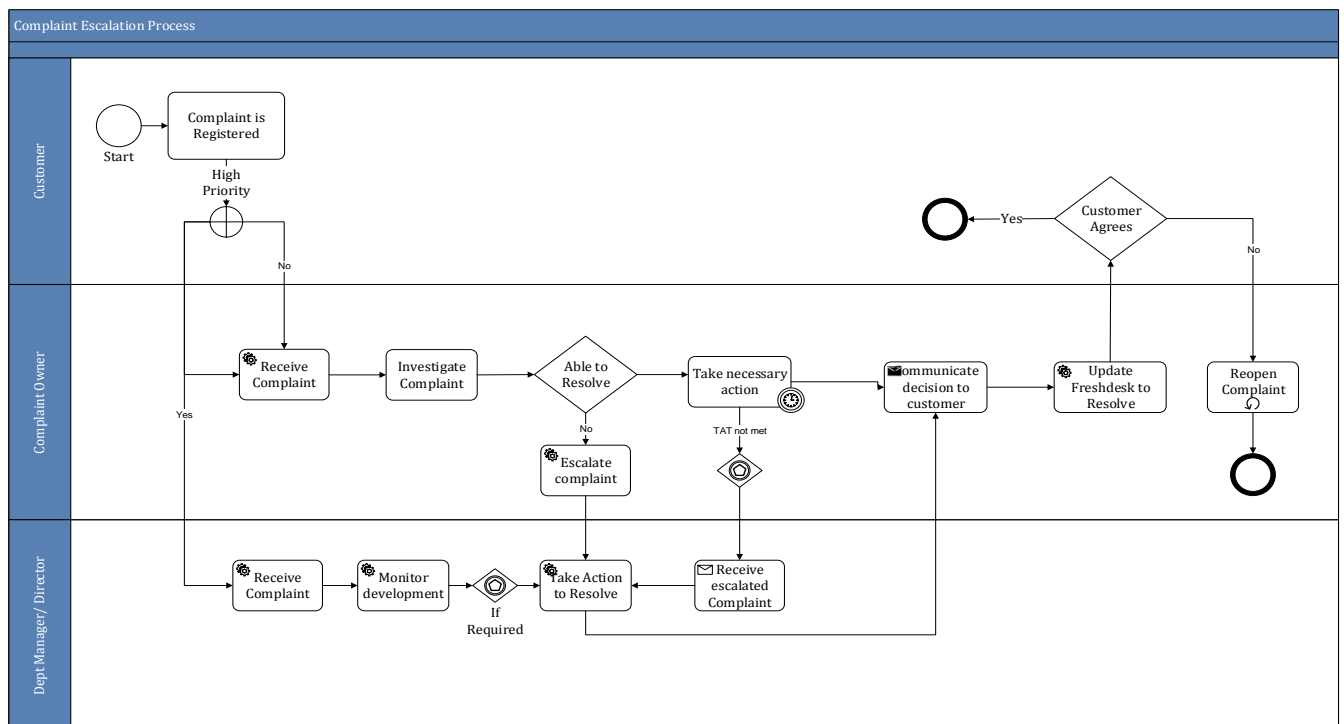 Complaint Escalation Process
Customer
Start
Complaint is
Registered
High
Priority
No
Yes
Customer
Agrees
No
Complaint Owner
Receive
Complaint
Investigate
Complaint
Able to
Resolve
Take necessary
action
ommunicate
decision to
customer
Update
Freshdesk to
Resolve
Reopen
Complaint
Yes
No
TAT not met
Escalate
complaint
Dept Manager/ Director
Receive
Complaint
Monitor
development
If
Required
Take Action
to Resolve
Receive
escalated
Complaint